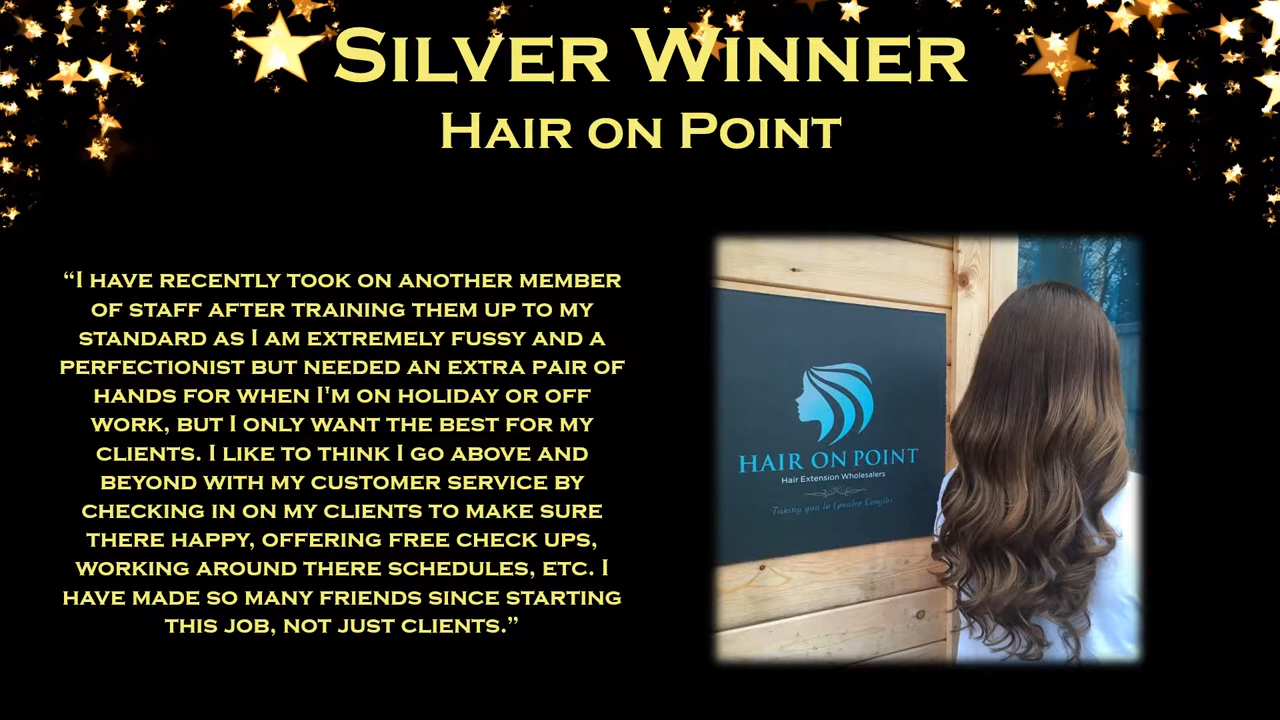 SILVER WINNER
HAIR ON POINT
“I HAVE RECENTLY TOOK ON ANOTHER MEMBER
OF STAFF AFTER TRAINING THEM UP TO MY
STANDARD AS I AM EXTREMELY FUSSY AND A
PERFECTIONIST BUT NEEDED AN EXTRA PAIR OF
HANDS FOR WHEN I'M ON HOLIDAY OR OFF
WORK, BUT I ONLY WANT THE BEST FOR MY
CLIENTS. I LIKE TO THINK I GO ABOVE AND
BEYOND WITH MY CUSTOMER SERVICE BY
CHECKING IN ON MY CLIENTS TO MAKE SURE
THERE HAPPY, OFFERING FREE CHECK UPS,
WORKING AROUND THERE SCHEDULES, ETC. I
HAVE MADE SO MANY FRIENDS SINCE STARTING
THIS JOB, NOT JUST CLIENTS.”
HAIR ON POINT
Hair Extension Wholesalers
Taking you to Greater Lengths